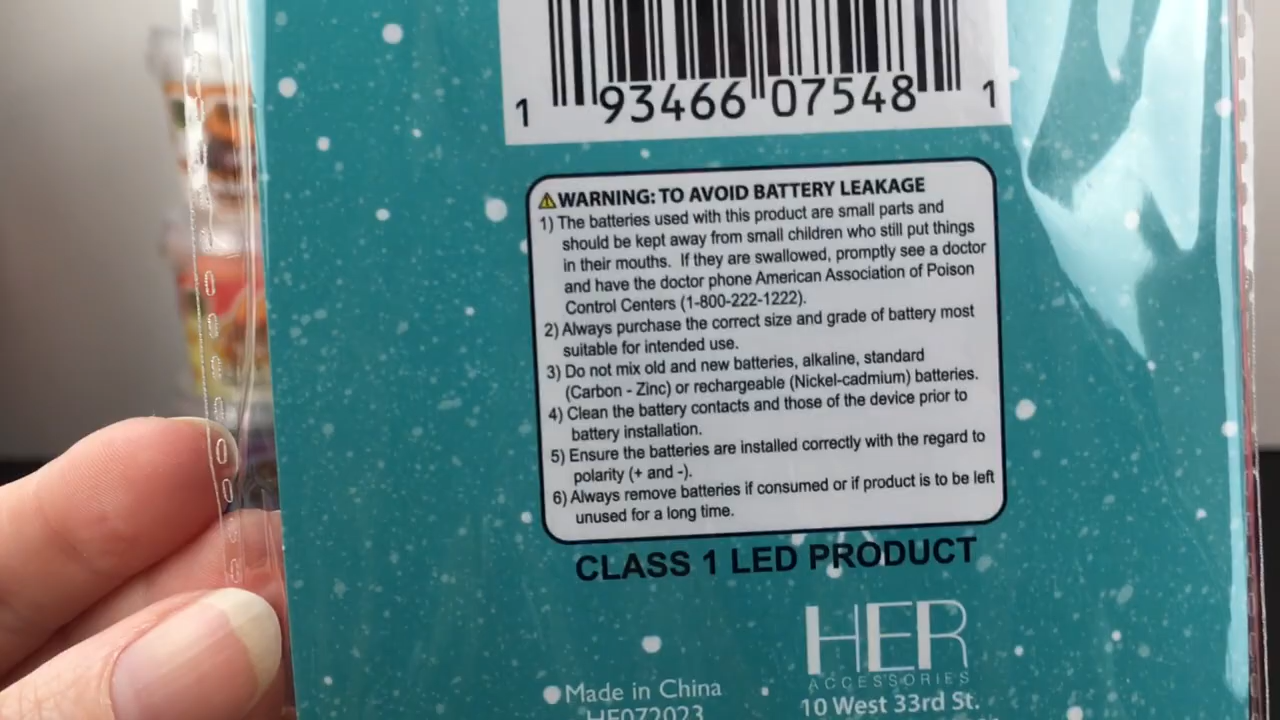 1 93466 07548 1
WARNING: TO AVOID BATTERY LEAKAGE
1) The batteries used with this product are small parts and
should be kept away from small children who still put things
in their mouths. If they are swallowed, promptly see a doctor
and have the doctor phone American Association of Poison
Control Centers (1-800-222-1222).
2) Always purchase the correct size and grade of battery most
suitable for intended use.
3) Do not mix old and new batteries, alkaline, standard
(Carbon - Zinc) or rechargeable (Nickel-cadmium) batteries.
4) Clean the battery contacts and those of the device prior to
battery installation.
5) Ensure the batteries are installed correctly with the regard to
polarity (+ and -).
6) Always remove batteries if consumed or if product is to be left
unused for a long time.
CLASS 1 LED PRODUCT
HER
ACCESSORIES
Made in China
10 West 33rd St.